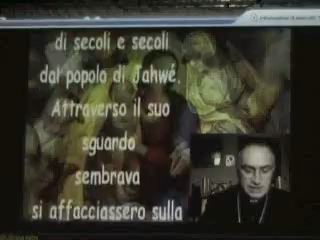 di secoli e secoli
dal popolo di Jahwé.
Attraverso il suo
sguardo
sembrava
si affacciassero sulla